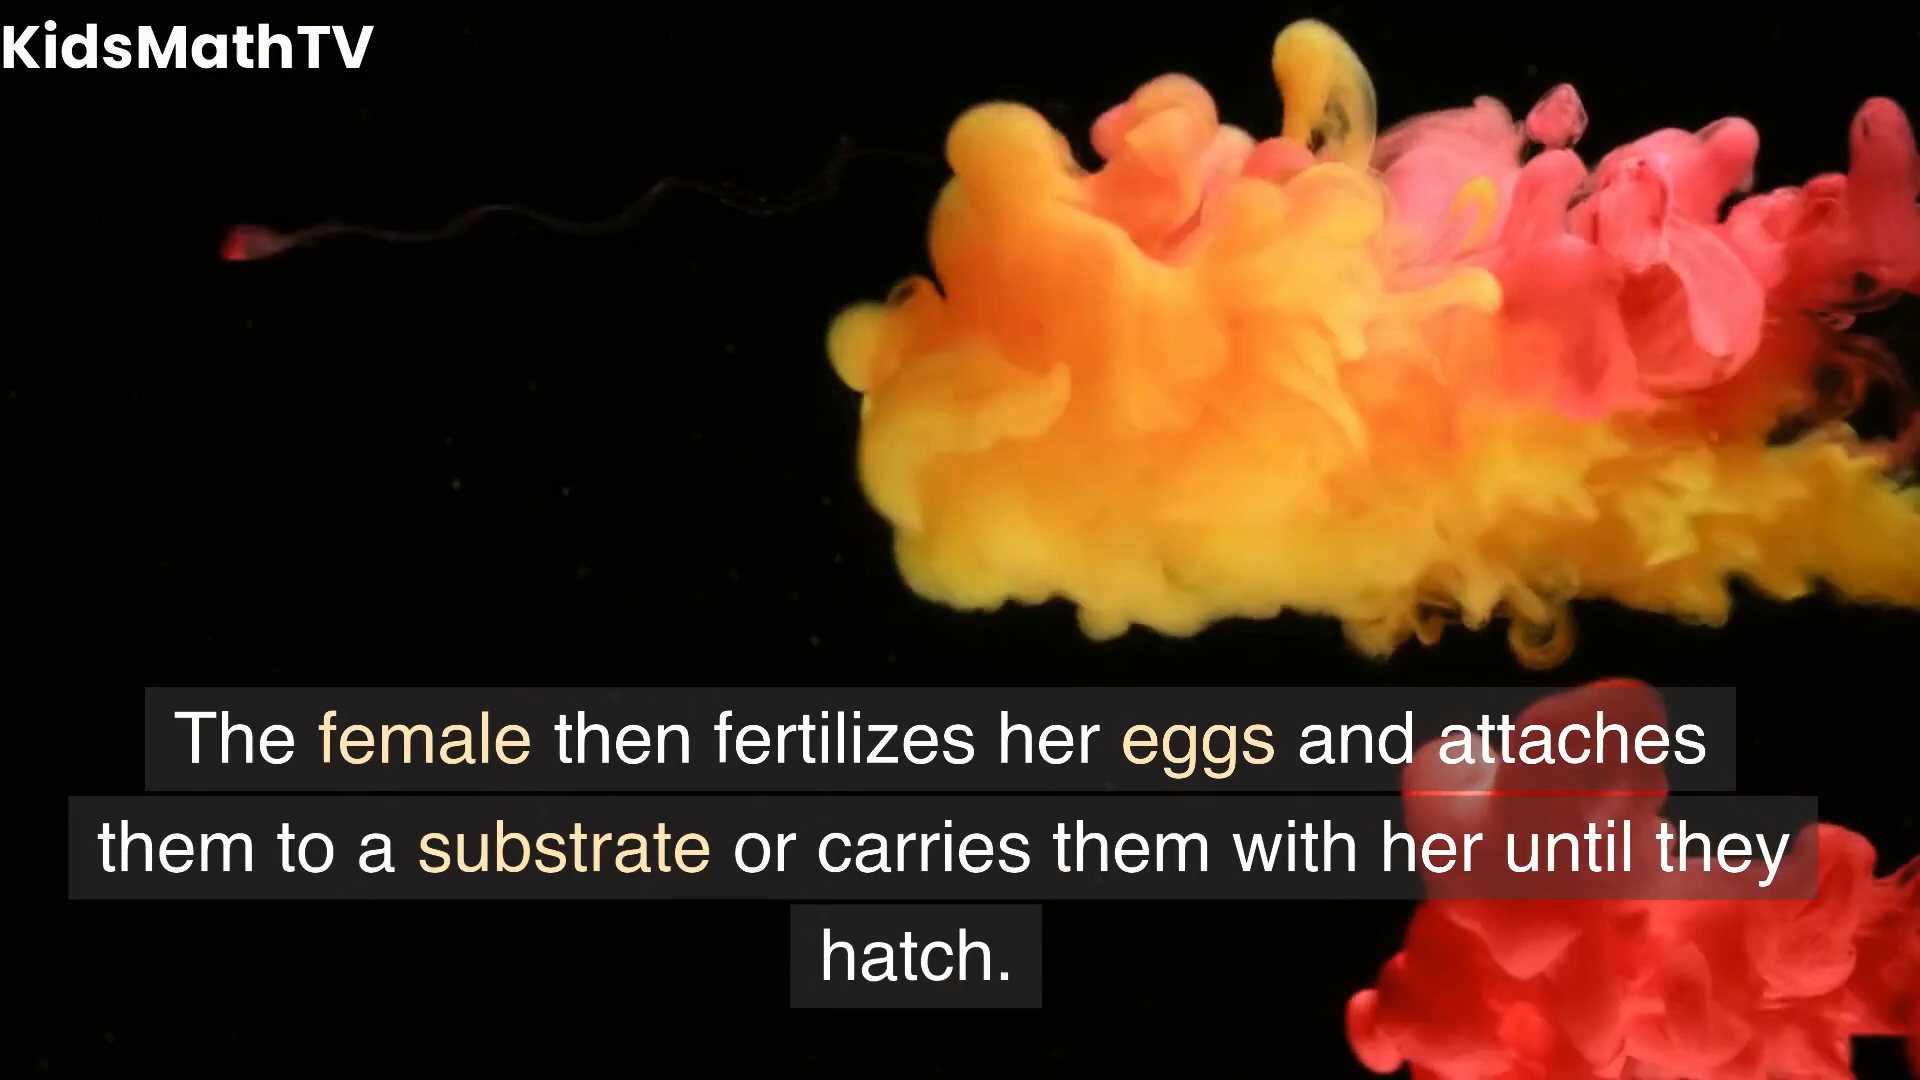 KidsMathTV
The female then fertilizes her eggs and attaches
them to a substrate or carries them with her until they
hatch.